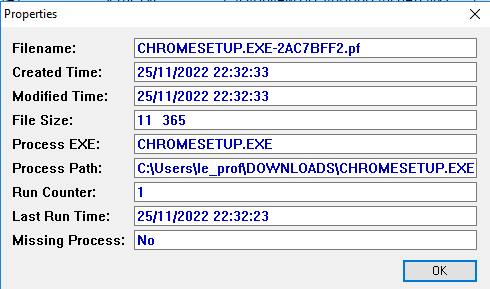 Properties
Filename: CHROMESETUP.EXE-2AC7BFF2.pf
Created Time: 25/11/2022 22:32:33
Modified Time: 25/11/2022 22:32:33
File Size: 11 365
Process EXE: CHROMESETUP.EXE
Process Path: C:\Users\le_prof\DOWNLOADS\CHROMESETUP.EXE
Run Counter: 1
Last Run Time: 25/11/2022 22:32:23
Missing Process: No
OK